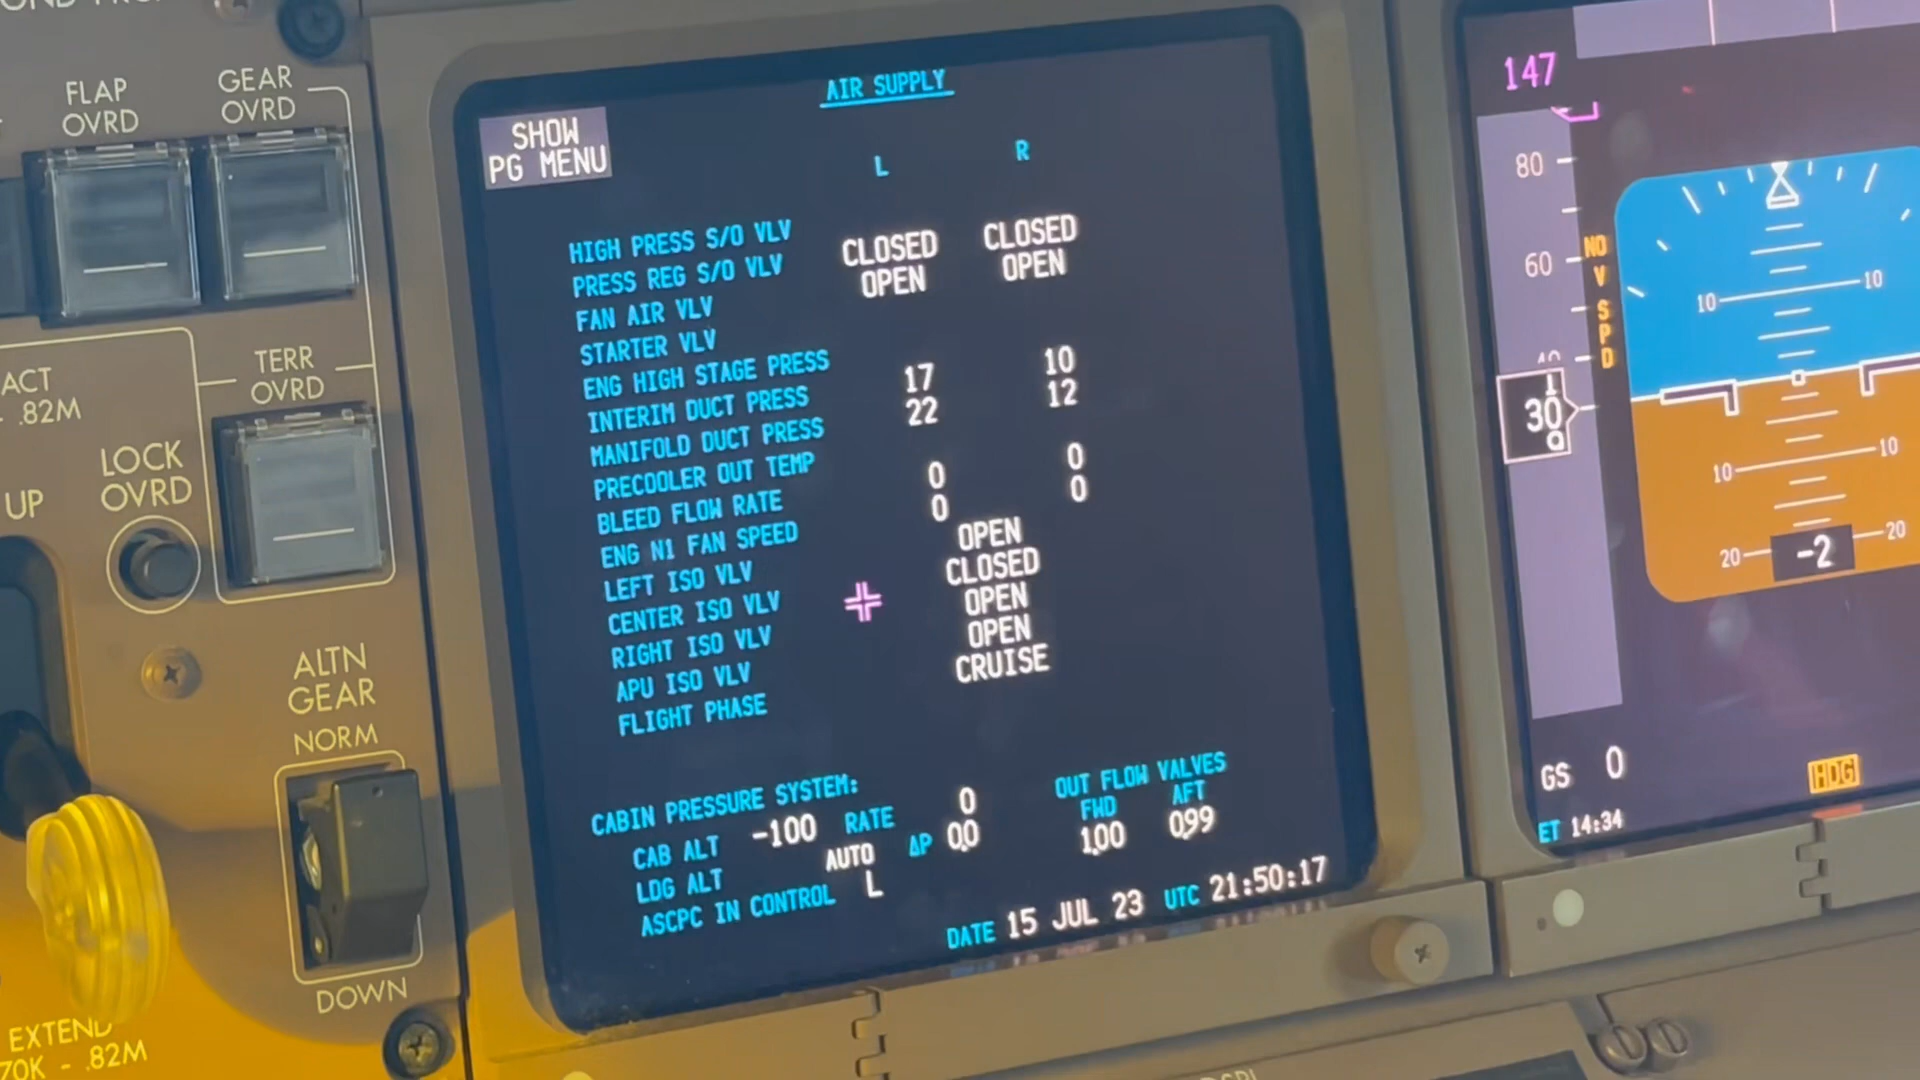 FLAP
OVRD
GEAR
OVRD
ACT
- .82M
TERR
OVRD
LOCK
OVRD
UP
ALTN
GEAR
NORM
DOWN
EXTEND
70K - .82M
SHOW
PG MENU
AIR SUPPLY
L R
HIGH PRESS S/O VLV CLOSED CLOSED
PRESS REG S/O VLV OPEN OPEN
FAN AIR VLV
STARTER VLV
ENG HIGH STAGE PRESS
INTERIM DUCT PRESS 17 10
MANIFOLD DUCT PRESS 22 12
PRECOOLER OUT TEMP
BLEED FLOW RATE 0 0
ENG N1 FAN SPEED 0 0
LEFT ISO VLV OPEN
CENTER ISO VLV CLOSED
RIGHT ISO VLV OPEN
APU ISO VLV OPEN
FLIGHT PHASE CRUISE
CABIN PRESSURE SYSTEM:
CAB ALT -100 RATE 0
LDG ALT AUTO ΔP 0.0
ASCPC IN CONTROL L
OUT FLOW VALVES
FWD AFT
1.00 0.99
DATE 15 JUL 23 UTC 21:50:17
147
80
60
40
30
NO
V
S
P
D
10 10
10 10
20 20
-2
GS 0
HDG
ET 14:34